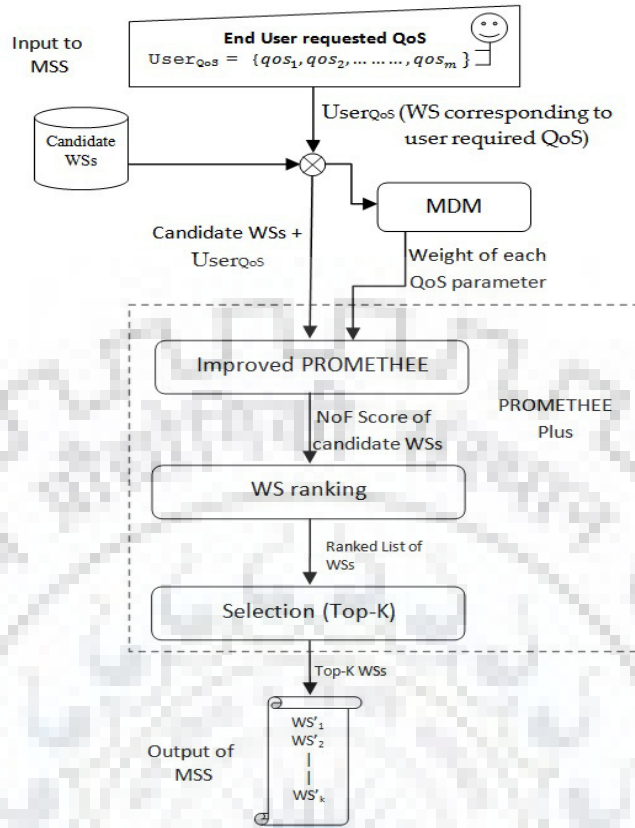 Input to
MSS
End User requested QoS
User_QoS = {qos_1, qos_2, … … …, qos_m }
Candidate
WSs
User_QoS (WS corresponding to
user required QoS)
MDM
Candidate WSs +
User_QoS
Weight of each
QoS parameter
Improved PROMETHEE
PROMETHEE
Plus
NoF Score of
candidate WSs
WS ranking
Ranked List of
WSs
Selection (Top-K)
Top-K WSs
Output of
MSS
WS'_1
WS'_2
|
|
WS'_k